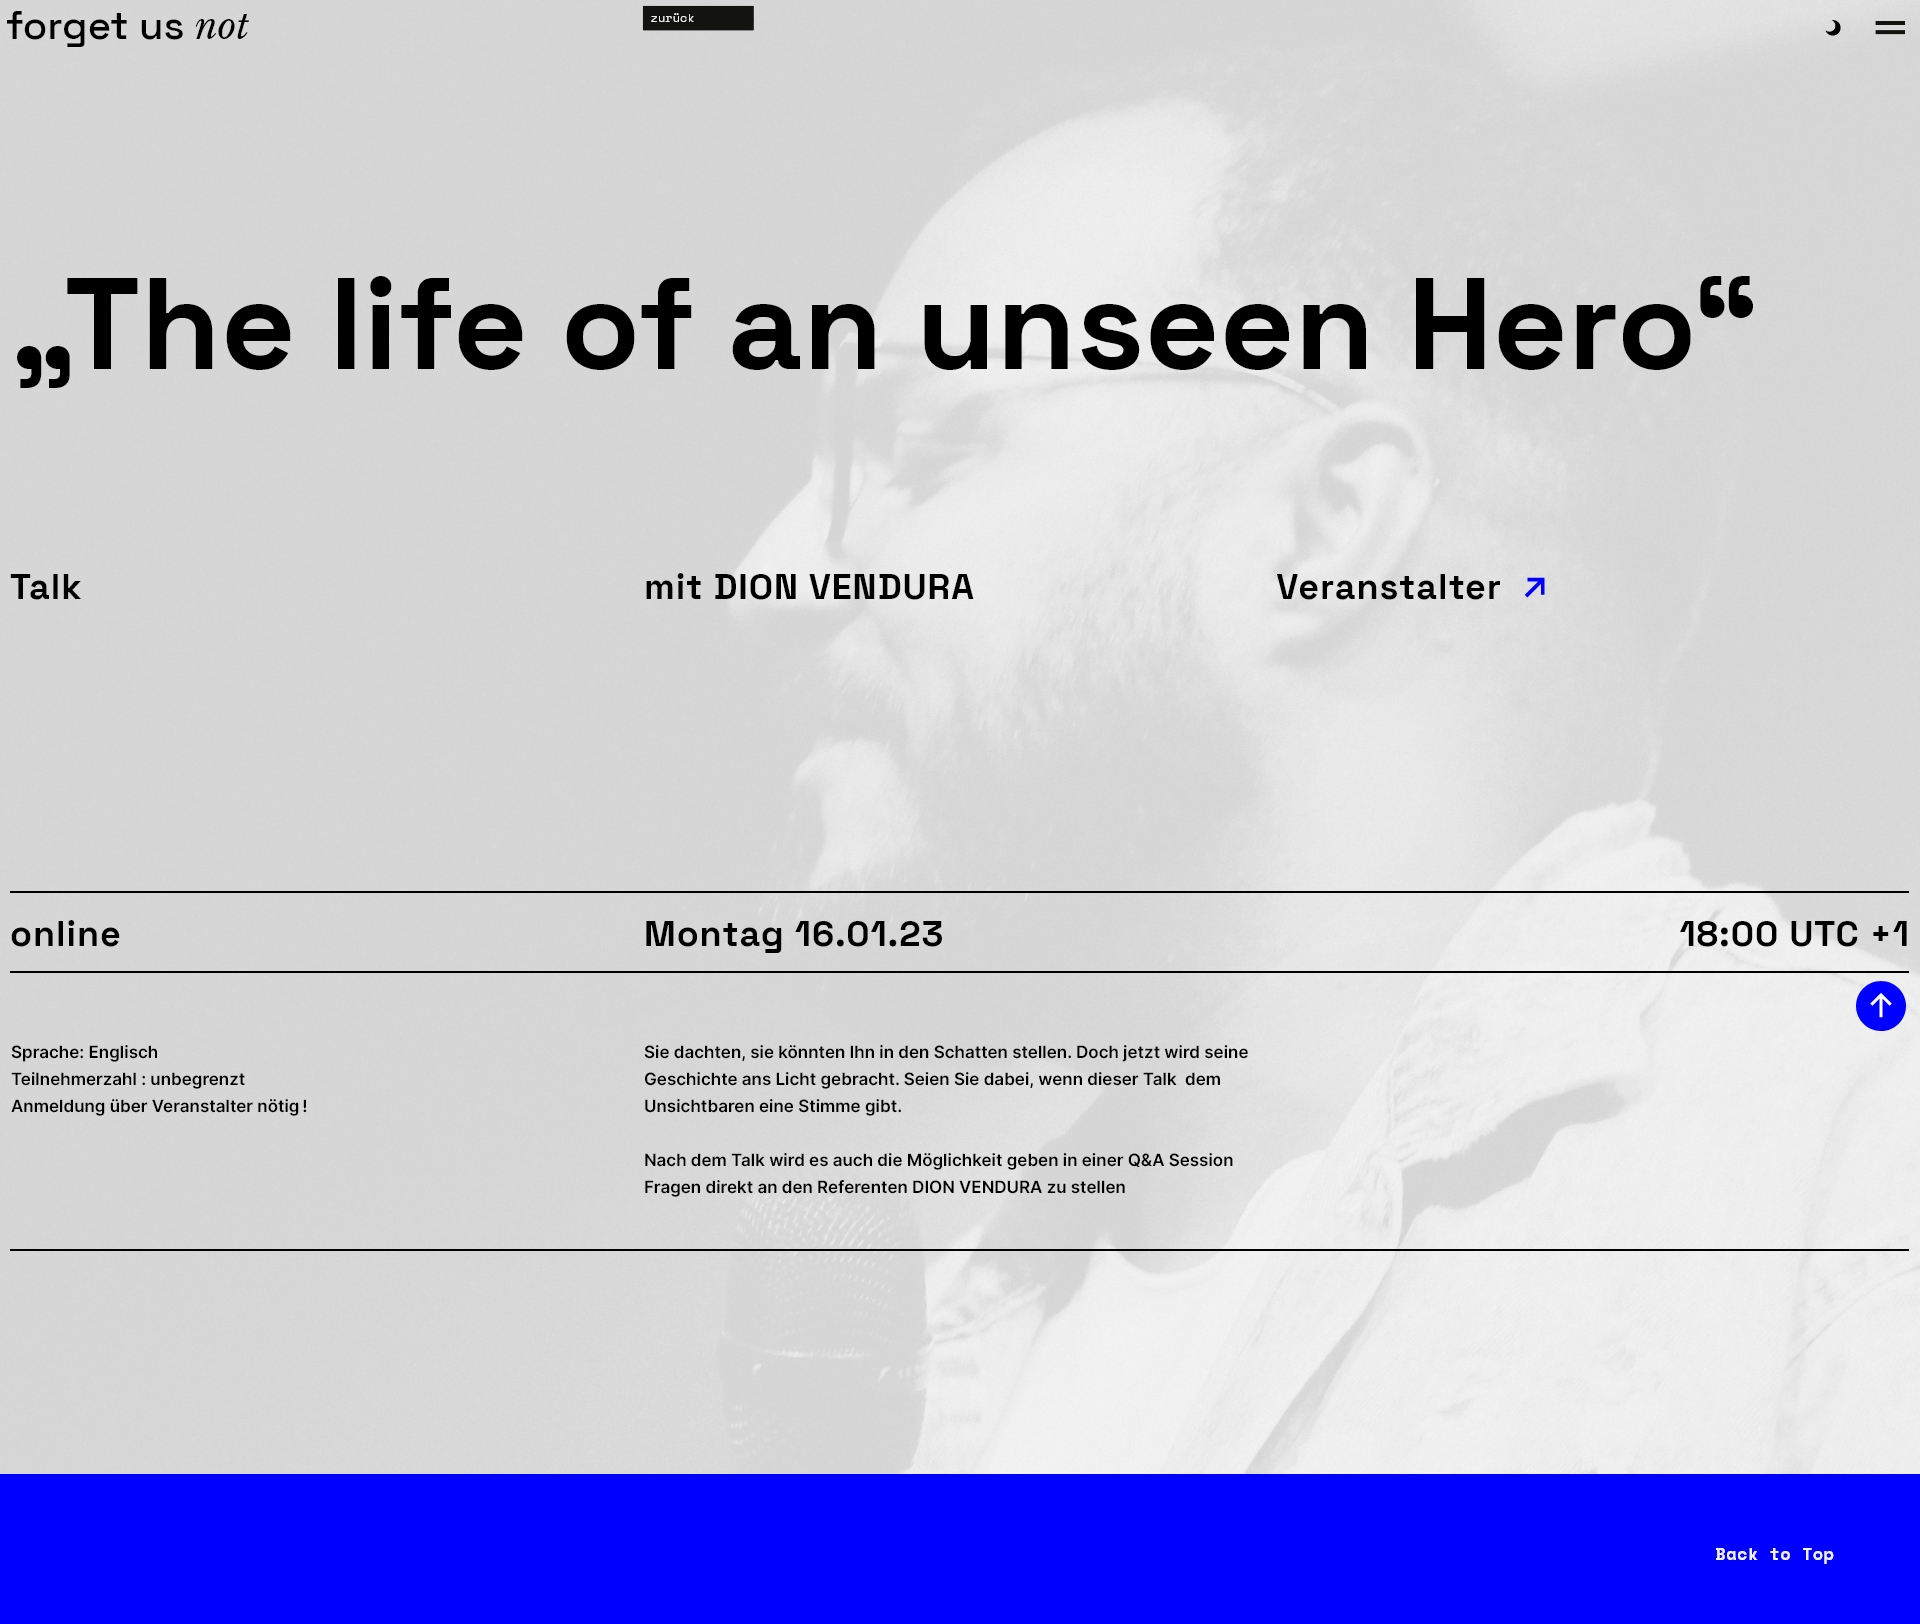 forget us not
zurück
„The life of an unseen Hero“
Talk
mit DION VENDURA
Veranstalter
online
Montag 16.01.23
18:00 UTC +1
Sprache: Englisch
Teilnehmerzahl : unbegrenzt
Anmeldung über Veranstalter nötig !
Sie dachten, sie könnten Ihn in den Schatten stellen. Doch jetzt wird seine
Geschichte ans Licht gebracht. Seien Sie dabei, wenn dieser Talk  dem
Unsichtbaren eine Stimme gibt.
Nach dem Talk wird es auch die Möglichkeit geben in einer Q&A Session
Fragen direkt an den Referenten DION VENDURA zu stellen
Back to Top